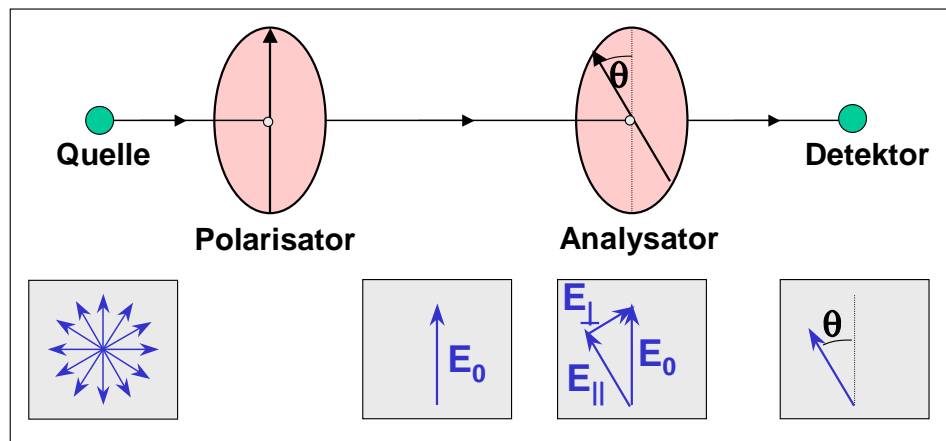 θ
Quelle
Detektor
Polarisator
Analysator
E₀
E⊥
E₀
E||
θ